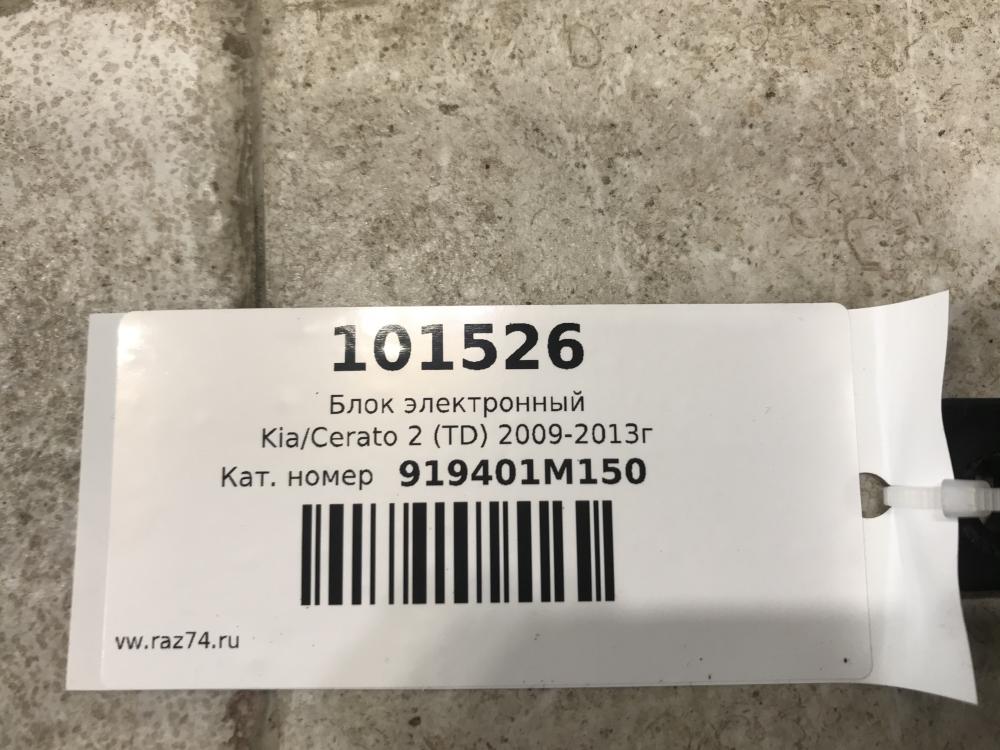 101526
Блок электронный
Kia/Cerato 2 (TD) 2009-2013г
Кат. номер 919401M150
vw.raz74.ru